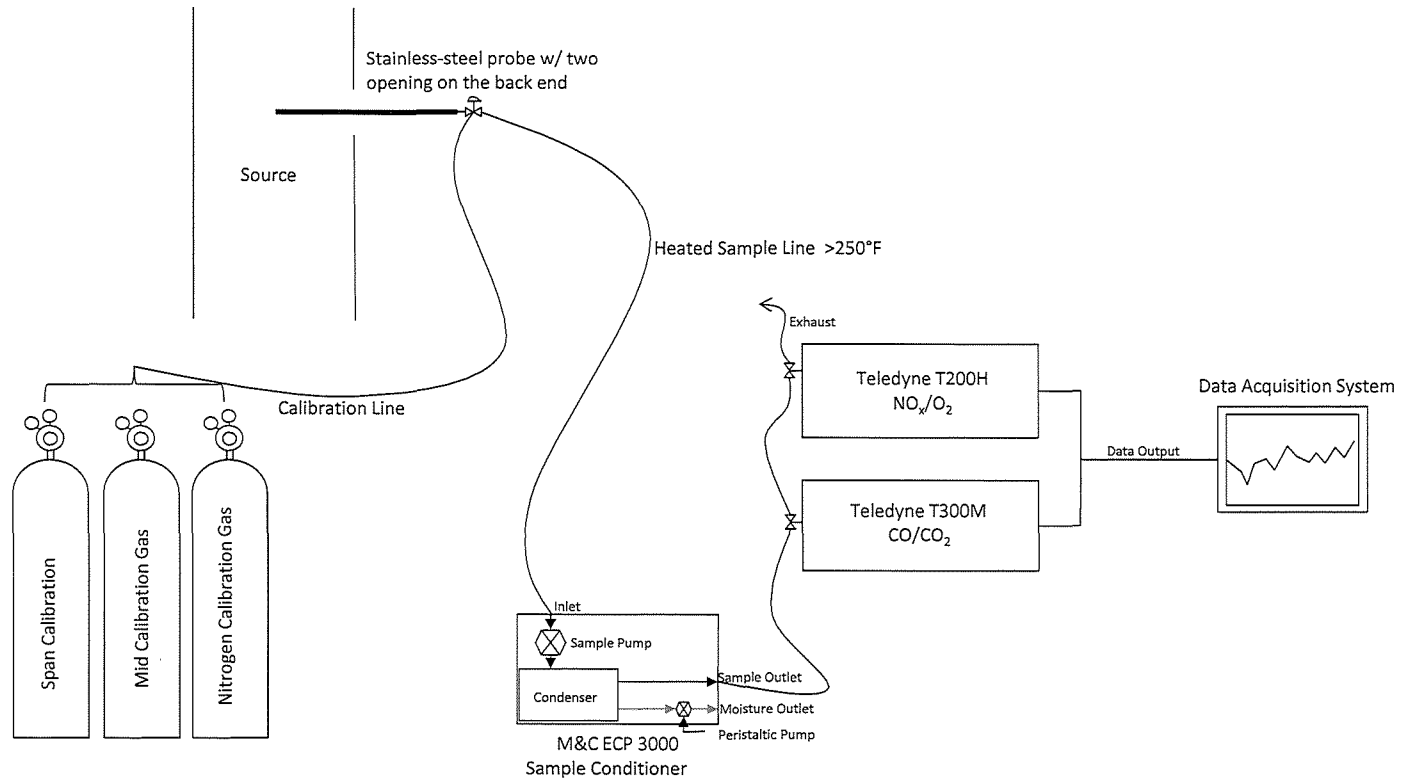 Stainless-steel probe w/ two
opening on the back end
Source
Heated Sample Line >250°F
Exhaust
Teledyne T200H
NOx/O2
Data Acquisition System
Calibration Line
Data Output
Teledyne T300M
CO/CO2
Span Calibration
Mid Calibration Gas
Nitrogen Calibration Gas
Inlet
Sample Pump
Sample Outlet
Condenser
Moisture Outlet
Peristaltic Pump
M&C ECP 3000
Sample Conditioner